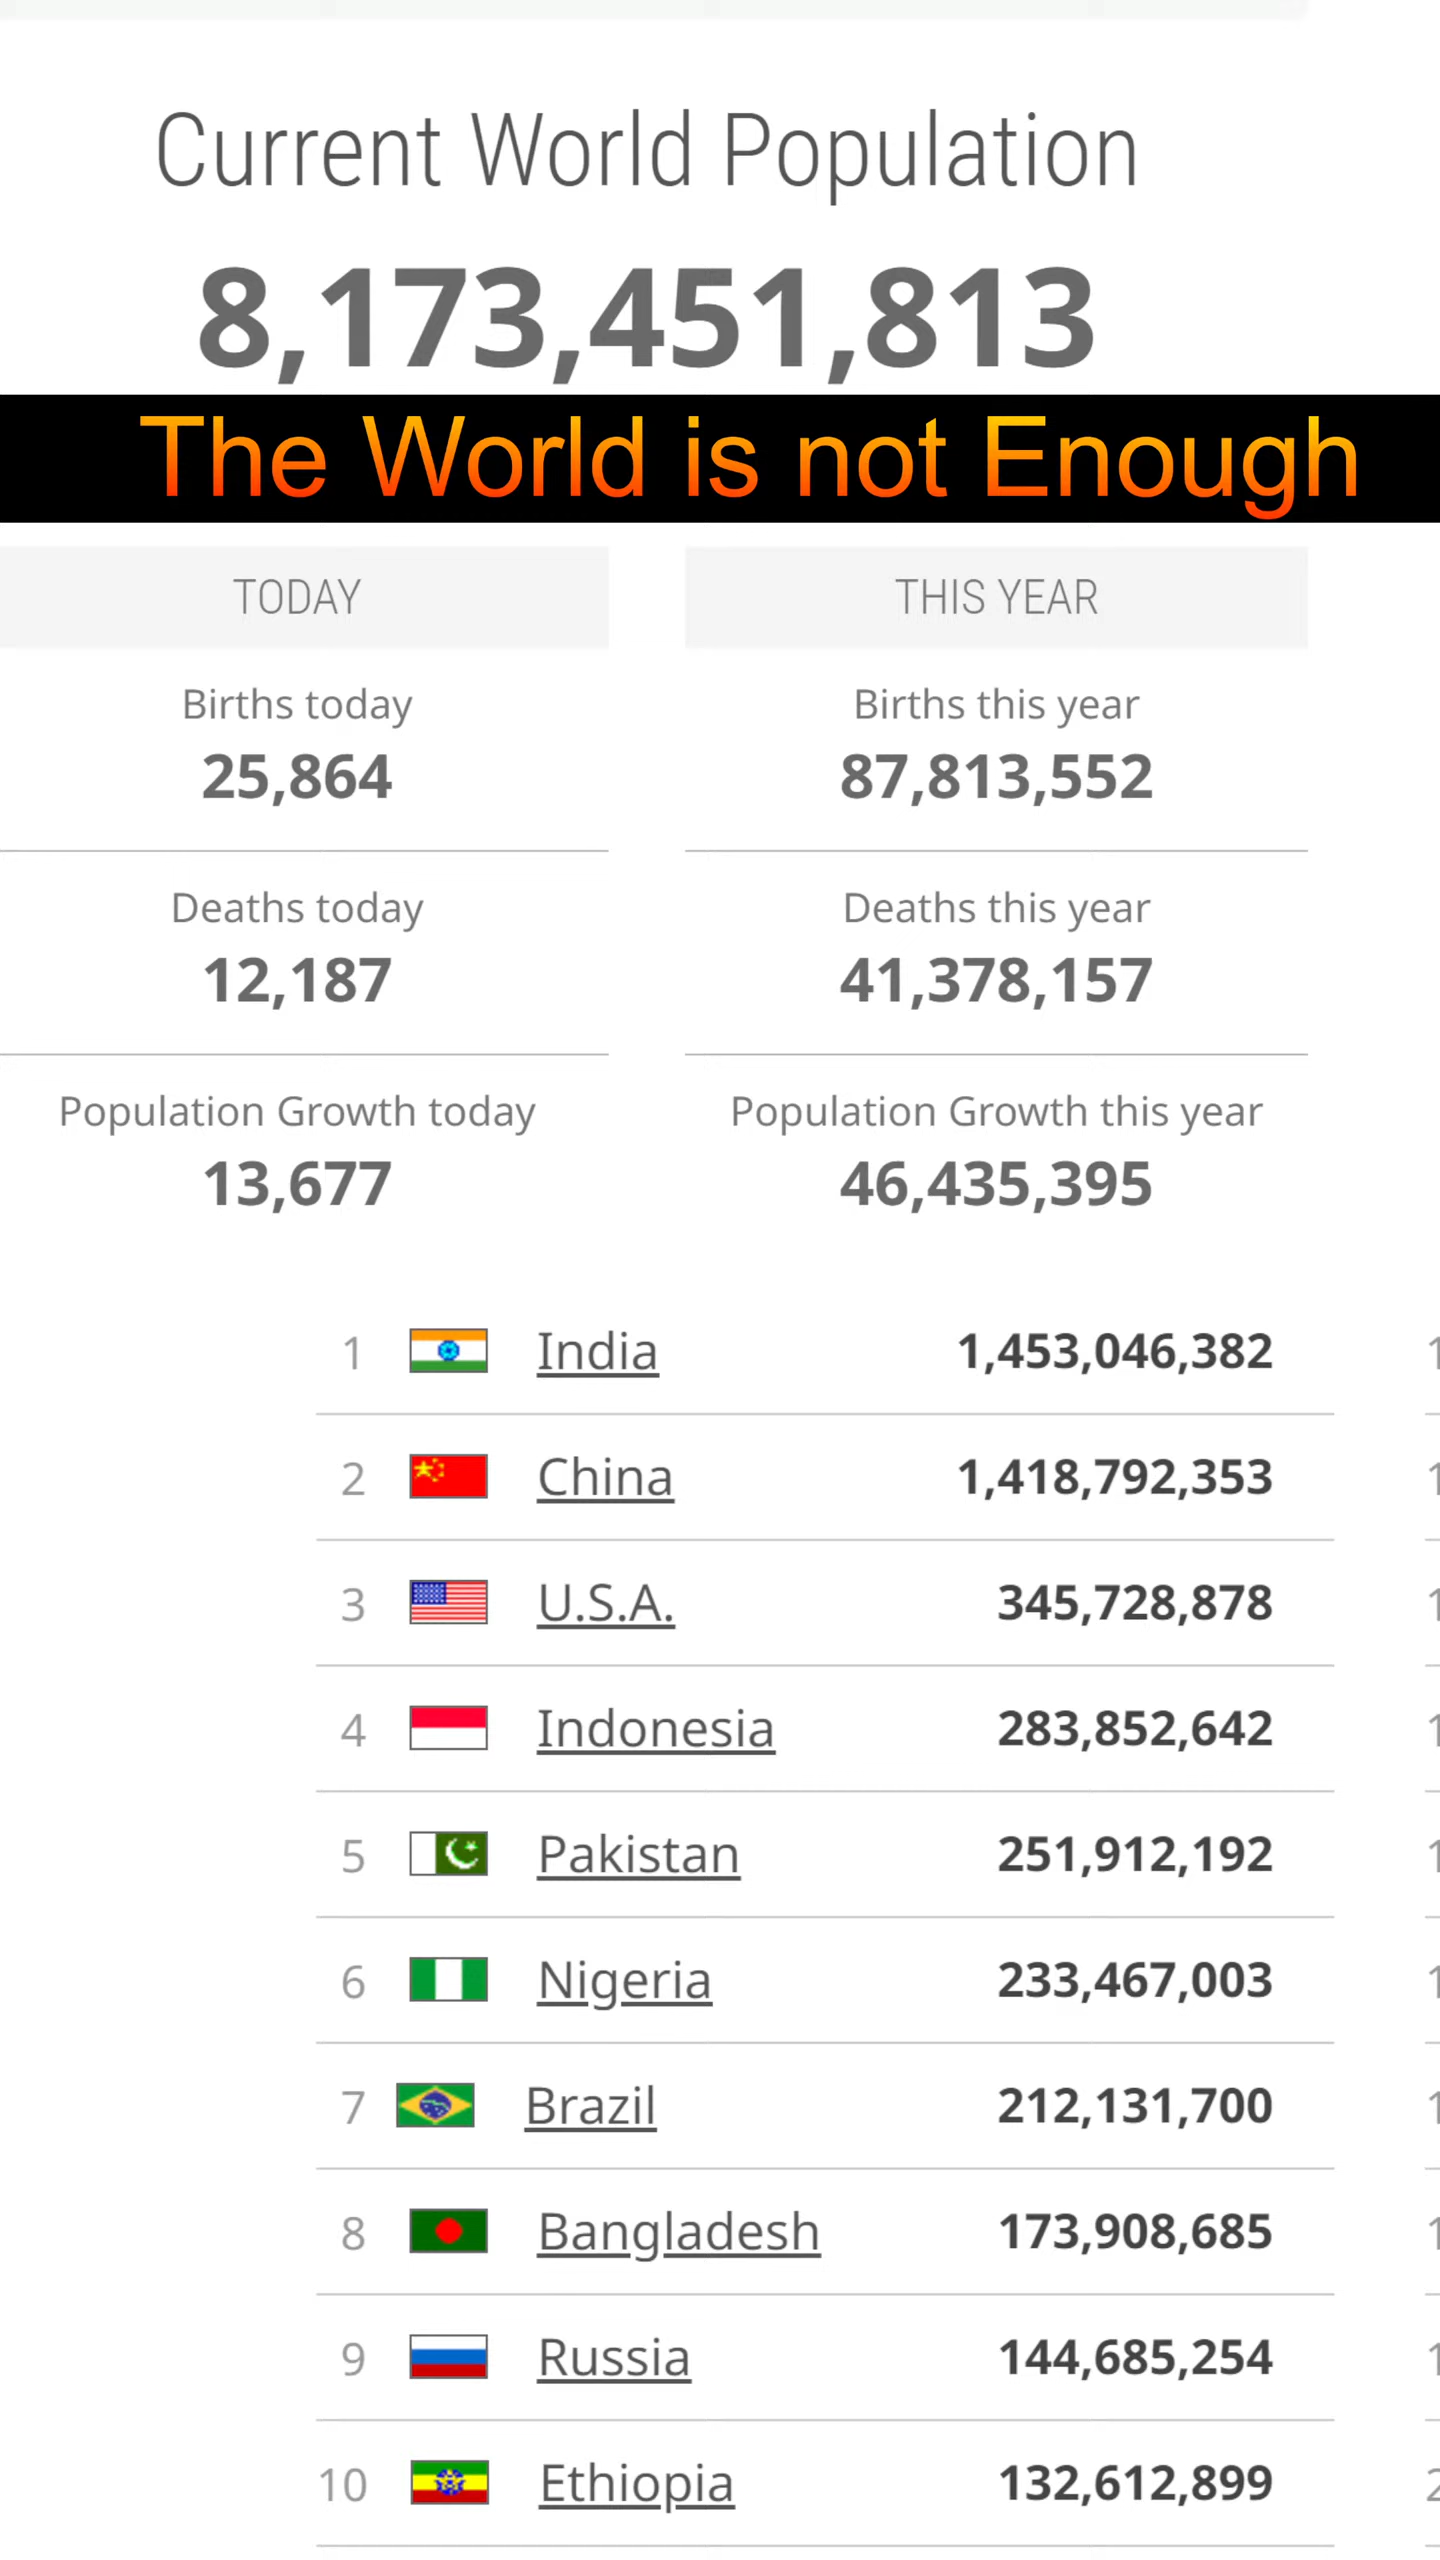 Current World Population
8,173,451,813
The World is not Enough
TODAY
THIS YEAR
Births today
25,864
Births this year
87,813,552
Deaths today
12,187
Deaths this year
41,378,157
Population Growth today
13,677
Population Growth this year
46,435,395
1 India 1,453,046,382
2 China 1,418,792,353
3 U.S.A. 345,728,878
4 Indonesia 283,852,642
5 Pakistan 251,912,192
6 Nigeria 233,467,003
7 Brazil 212,131,700
8 Bangladesh 173,908,685
9 Russia 144,685,254
10 Ethiopia 132,612,899